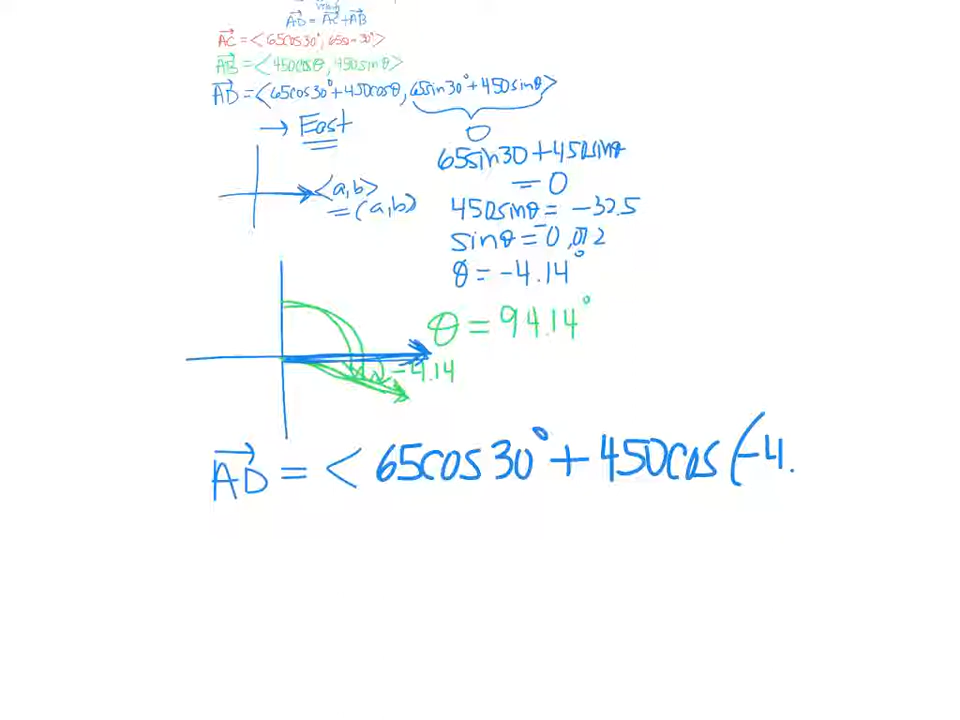 AD = AC + AB
AC = <65cos30°, 65sin30°>
AB = <450cosθ, 450sinθ>
AD = <65cos30° + 450cosθ, 65sin30° + 450sinθ>
0
→ East
65sin30 + 450sinθ
= 0
<a,b>
= (a,b)
450sinθ = -32.5
sinθ = -0.072
θ = -4.14°
θ = 94.14°
-4.14
AD = < 65cos30° + 450cos(-4.